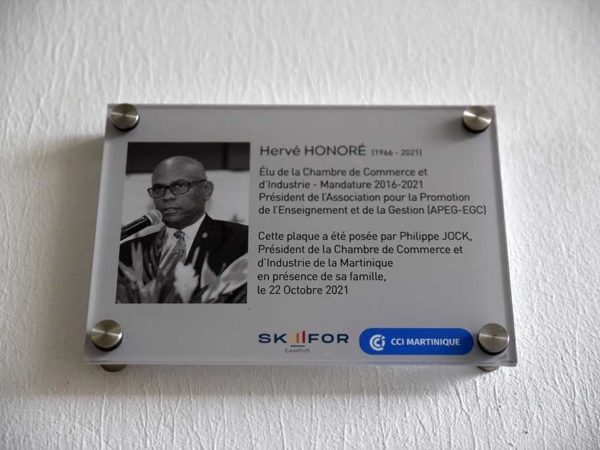 Hervé HONORÉ (1966 - 2021)
Élu de la Chambre de Commerce et
d'Industrie - Mandature 2016-2021
Président de l'Association pour la Promotion
de l'Enseignement et de la Gestion (APEG-EGC)
Cette plaque a été posée par Philippe JOCK,
Président de la Chambre de Commerce et
d'Industrie de la Martinique
en présence de sa famille,
le 22 Octobre 2021
SKILLFOR
CAMPUS
CCI MARTINIQUE